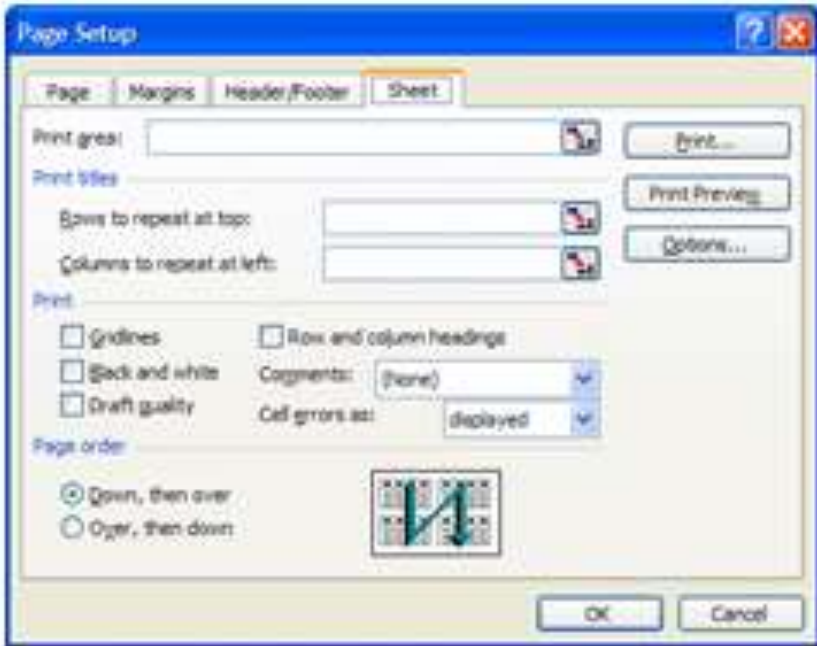 Page Setup
Page Margins Header/Footer Sheet
Print area:
Print...
Print titles
Print Preview
Rows to repeat at top:
Options...
Columns to repeat at left:
Print
Gridlines
Row and column headings
Black and white
Comments: (None)
Draft quality
Cell errors as: displayed
Page order
Down, then over
Over, then down
OK Cancel